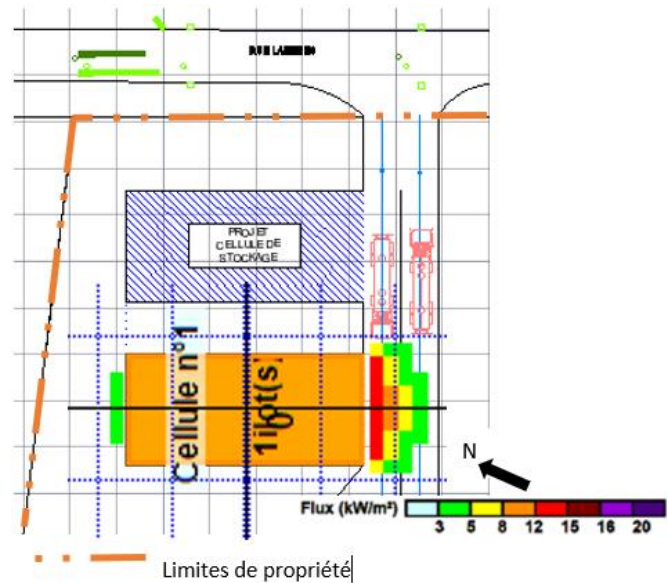 PROJET
CELLULE DE
STOCKAGE
Cellule n°1
1ilot(s)
0
N
Flux (kW/m²)
3 5 8 12 15 16 20
Limites de propriété